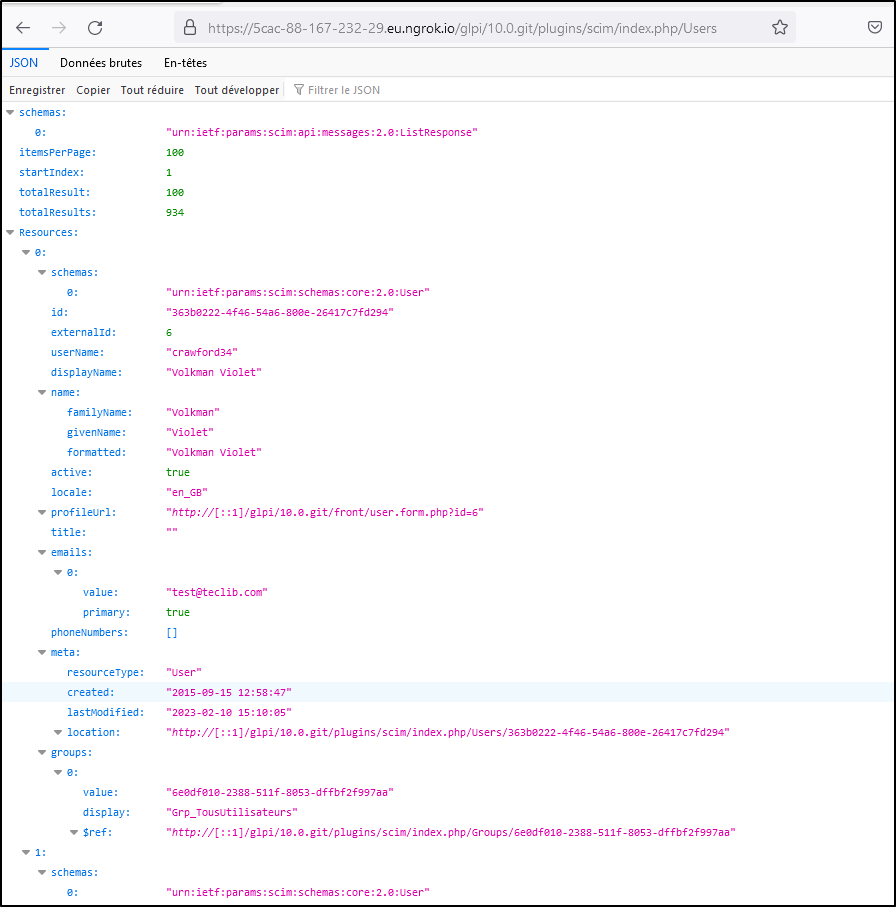 https://5cac-88-167-232-29.eu.ngrok.io/glpi/10.0.git/plugins/scim/index.php/Users
JSON Données brutes En-têtes
Enregistrer Copier Tout réduire Tout développer Filtrer le JSON
schemas:
0: "urn:ietf:params:scim:api:messages:2.0:ListResponse"
itemsPerPage: 100
startIndex: 1
totalResult: 100
totalResults: 934
Resources:
0:
schemas:
0: "urn:ietf:params:scim:schemas:core:2.0:User"
id: "363b0222-4f46-54a6-800e-26417c7fd294"
externalId: 6
userName: "crawford34"
displayName: "Volkman Violet"
name:
familyName: "Volkman"
givenName: "Violet"
formatted: "Volkman Violet"
active: true
locale: "en_GB"
profileUrl: "http://[::1]/glpi/10.0.git/front/user.form.php?id=6"
title: ""
emails:
0:
value: "test@teclib.com"
primary: true
phoneNumbers: []
meta:
resourceType: "User"
created: "2015-09-15 12:58:47"
lastModified: "2023-02-10 15:10:05"
location: "http://[::1]/glpi/10.0.git/plugins/scim/index.php/Users/363b0222-4f46-54a6-800e-26417c7fd294"
groups:
0:
value: "6e0df010-2388-511f-8053-dffbf2f997aa"
display: "Grp_TousUtilisateurs"
$ref: "http://[::1]/glpi/10.0.git/plugins/scim/index.php/Groups/6e0df010-2388-511f-8053-dffbf2f997aa"
1:
schemas:
0: "urn:ietf:params:scim:schemas:core:2.0:User"